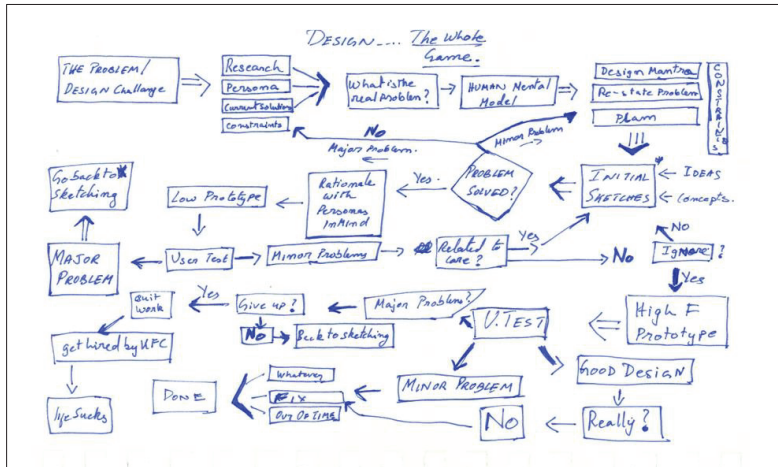 DESIGN.... The Whole
Game..
THE PROBLEM/
DESIGN Challenge
Research
Persona
Current Solution
Constraints
What is the
real Problem?
HUMAN Mental
Model
Design Mantra
Re-state Problem
Plan
CONSTRAINTS
No
Major Problem.
Minor Problem
Go back to
sketching
Low Prototype
Rationale
with
Personas
in Mind
Yes.
PROBLEM
SOLVED?
INITIAL
SKETCHES
IDEAS
Concepts.
MAJOR
PROBLEM
User Test
Minor Problems
Related to
core?
Yes
No
NO
Ignore?
Yes
Quit
work
Yes
Give up?
Major Problem?
U.TEST
High F
Prototype
No
Back to sketching
get hired by KFC
life Sucks
DONE
Whatever
FIX
OUT OF TIME
MINOR PROBLEM
GOOD DESIGN
NO
Really?